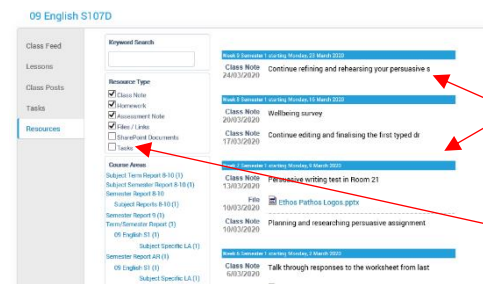 09 English S107D
Class Feed
Lessons
Class Posts
Tasks
Resources
Keyword Search
Resource Type
Class Note
Homework
Assessment Note
Files / Links
SharePoint Documents
Tasks
Course Areas
Subject Term Report 8-10 (1)
Subject Semester Report 8-10 (1)
Semester Report 8-10
Subject Reports 8-10 (1)
Semester Report 9 (1)
Term/Semester Report (1)
09 English S1 (1)
Subject Specific LA (1)
Semester Report AR (1)
09 English S1 (1)
Subject Specific LA (1)
Week 9 Semester 1 starting Monday, 23 March 2020
Class Note Continue refining and rehearsing your persuasive s
24/03/2020
Week 8 Semester 1 starting Monday, 16 March 2020
Class Note Wellbeing survey
20/03/2020
Class Note Continue editing and finalising the first typed dr
17/03/2020
Week 7 Semester 1 starting Monday, 9 March 2020
Class Note Persuasive writing test in Room 21
13/03/2020
File Ethos Pathos Logos.pptx
10/03/2020
Class Note Planning and researching persuasive assignment
10/03/2020
Week 6 Semester 1 starting Monday, 2 March 2020
Class Note Talk through responses to the worksheet from last
6/03/2020